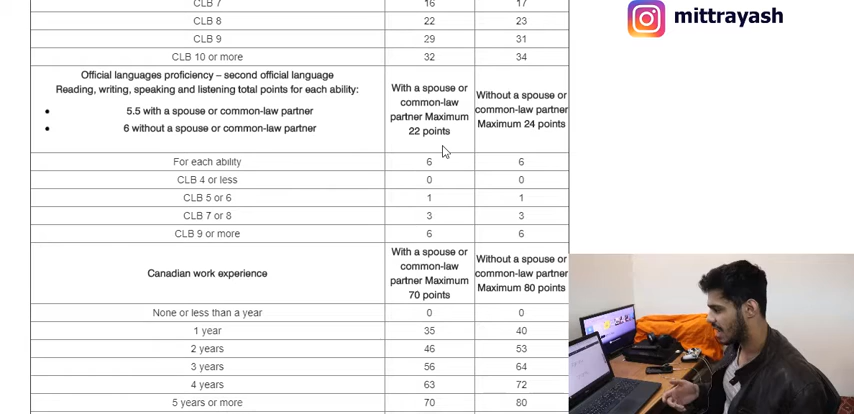 mittrayash
CLB 7 16 17
CLB 8 22 23
CLB 9 29 31
CLB 10 or more 32 34
Official languages proficiency – second official language
Reading, writing, speaking and listening total points for each ability:
• 5.5 with a spouse or common-law partner
• 6 without a spouse or common-law partner
With a spouse or
common-law
partner Maximum
22 points
Without a spouse or
common-law partner
Maximum 24 points
For each ability 6 6
CLB 4 or less 0 0
CLB 5 or 6 1 1
CLB 7 or 8 3 3
CLB 9 or more 6 6
Canadian work experience
With a spouse or
common-law
partner Maximum
70 points
Without a spouse or
common-law partner
Maximum 80 points
None or less than a year 0 0
1 year 35 40
2 years 46 53
3 years 56 64
4 years 63 72
5 years or more 70 80